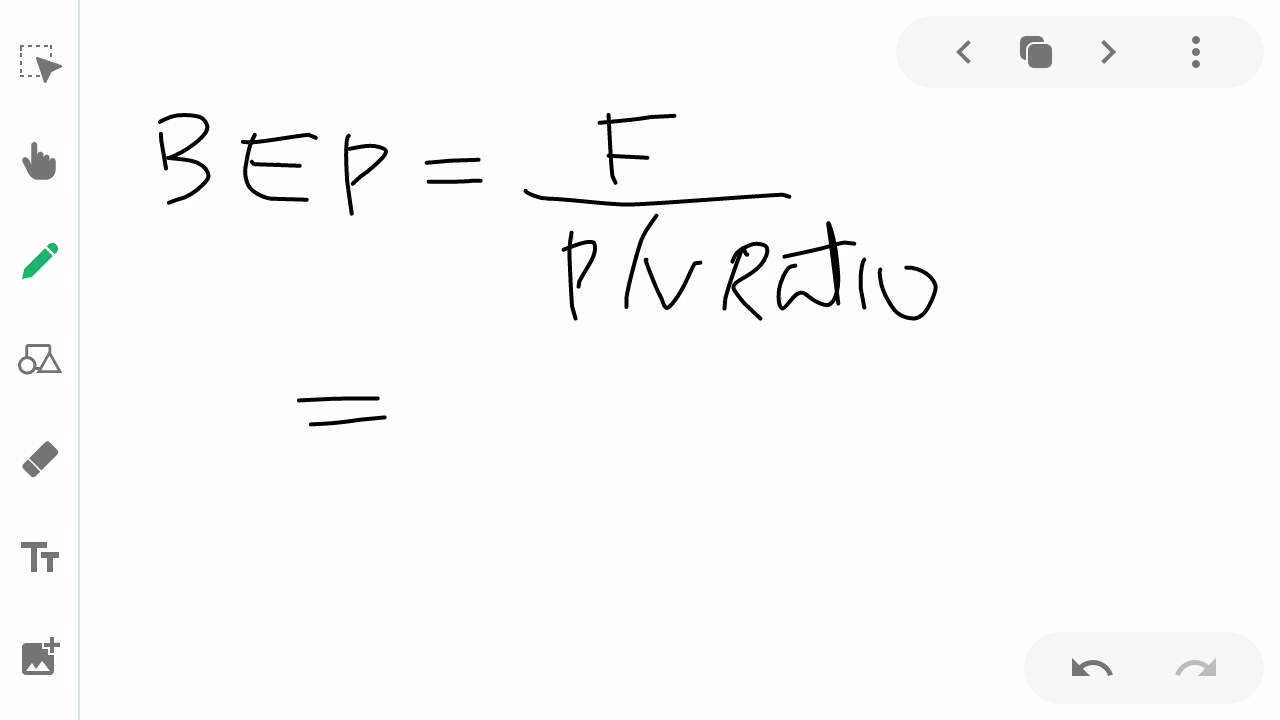 BEP = F / P/V Ratio
=